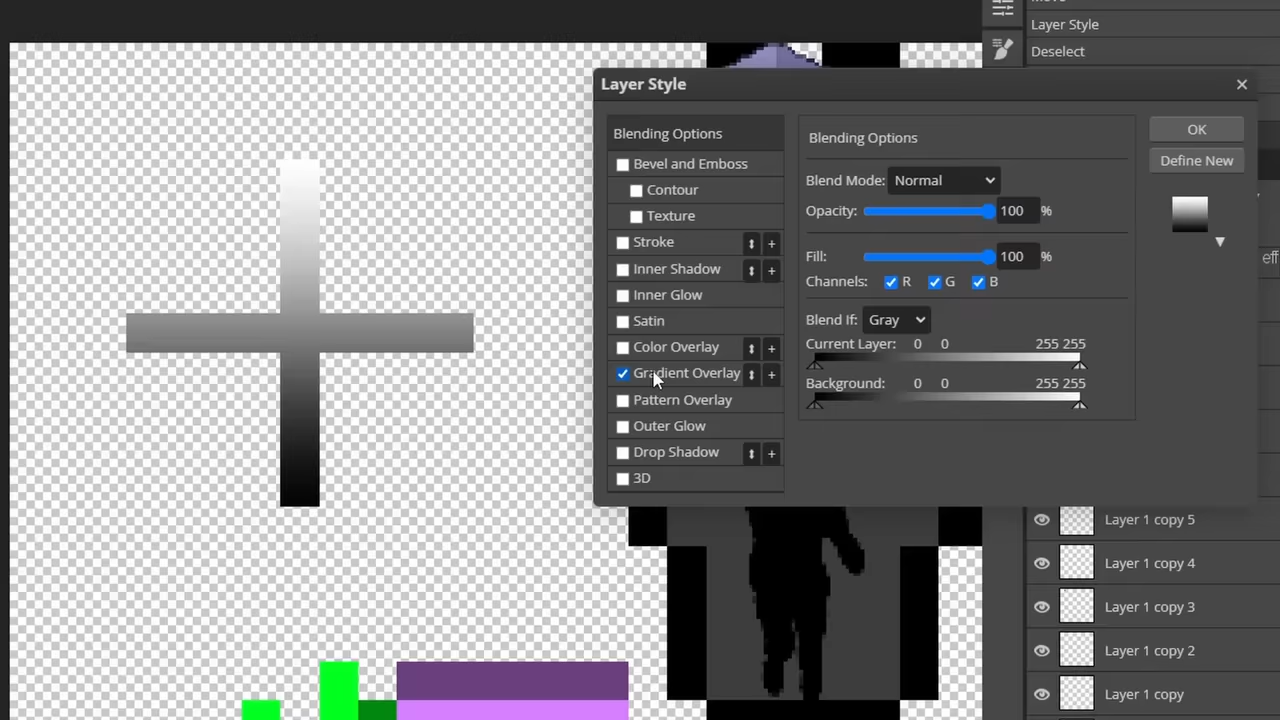 Move
Layer Style
Deselect
Layer Style
Blending Options
Bevel and Emboss
Contour
Texture
Stroke
+
Inner Shadow
+
Inner Glow
Satin
Color Overlay
+
Gradient Overlay
+
Pattern Overlay
Outer Glow
Drop Shadow
+
3D
Blending Options
Blend Mode: Normal
Opacity: 100 %
Fill: 100 %
Channels: R G B
Blend If: Gray
Current Layer: 0 0 255 255
Background: 0 0 255 255
OK
Define New
eff
Layer 1 copy 5
Layer 1 copy 4
Layer 1 copy 3
Layer 1 copy 2
Layer 1 copy